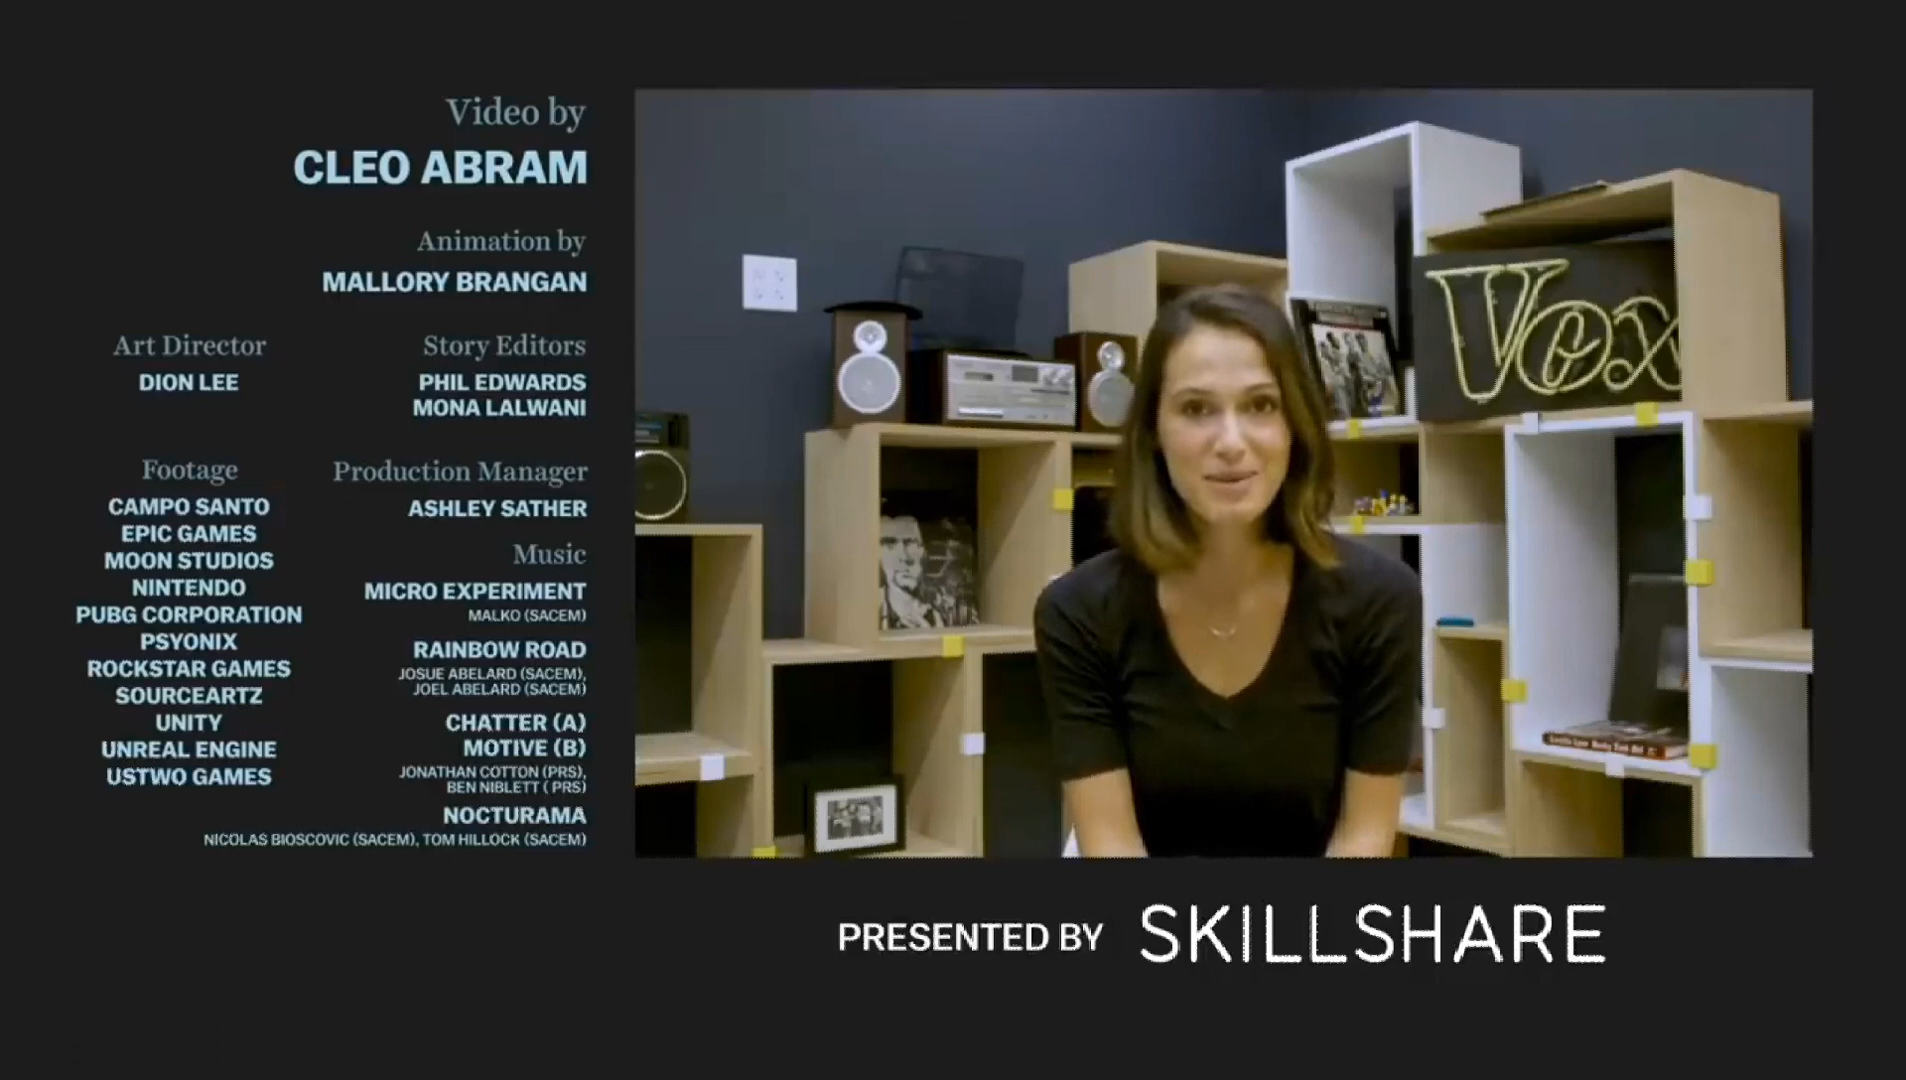 Video by
CLEO ABRAM
Animation by
MALLORY BRANGAN
Art Director
DION LEE
Story Editors
PHIL EDWARDS
MONA LALWANI
Footage
CAMPO SANTO
EPIC GAMES
MOON STUDIOS
NINTENDO
PUBG CORPORATION
PSYONIX
ROCKSTAR GAMES
SOURCEARTZ
UNITY
UNREAL ENGINE
USTWO GAMES
Production Manager
ASHLEY SATHER
Music
MICRO EXPERIMENT
MALKO (SACEM)
RAINBOW ROAD
JOSUE ABELARD (SACEM),
JOEL ABELARD (SACEM)
CHATTER (A)
MOTIVE (B)
JONATHAN COTTON (PRS),
BEN NIBLETT ( PRS)
NOCTURAMA
NICOLAS BIOSCOVIC (SACEM), TOM HILLOCK (SACEM)
Vox
PRESENTED BY SKILLSHARE